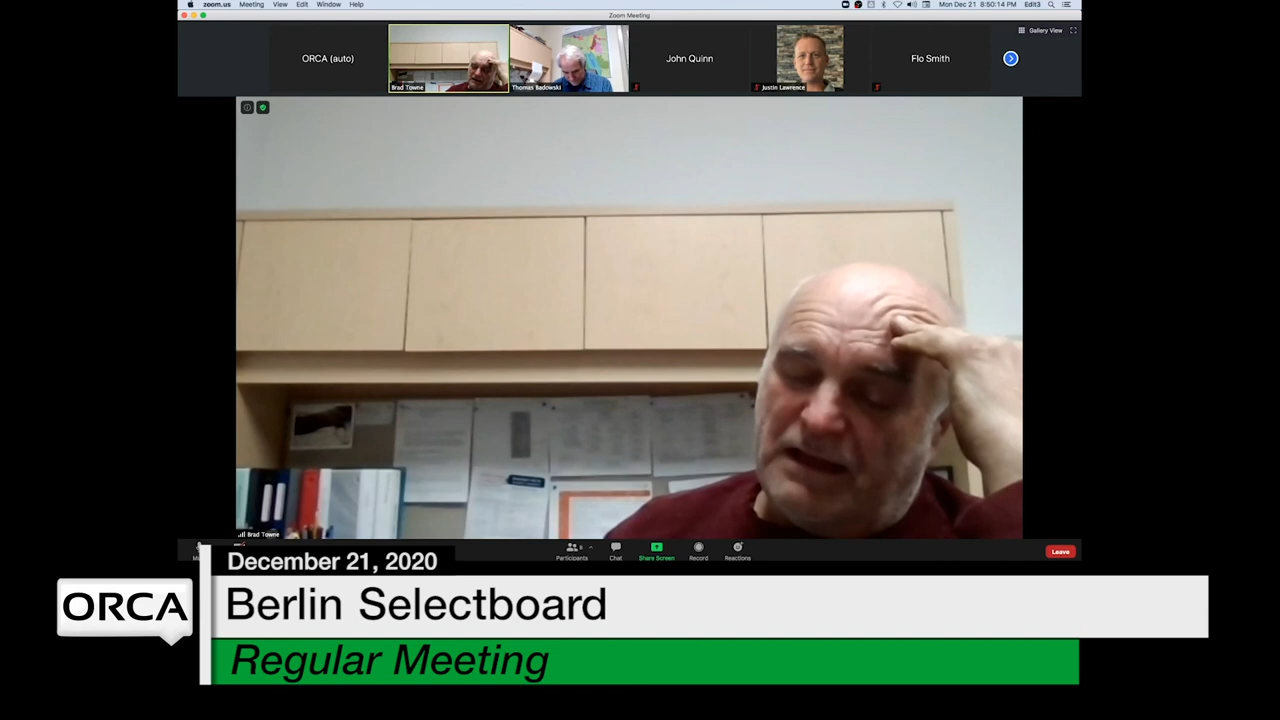 zoom.us Meeting View Edit Window Help Mon Dec 21 8:50:14 PM Edit3
Zoom Meeting
Gallery View
ORCA (auto)
John Quinn
Flo Smith
Brad Towne
Thomas Badowski
Justin Lawrence
Brad Towne
Participants 8
Chat
Share Screen
Record
Reactions
Leave
December 21, 2020
ORCA
Berlin Selectboard
Regular Meeting